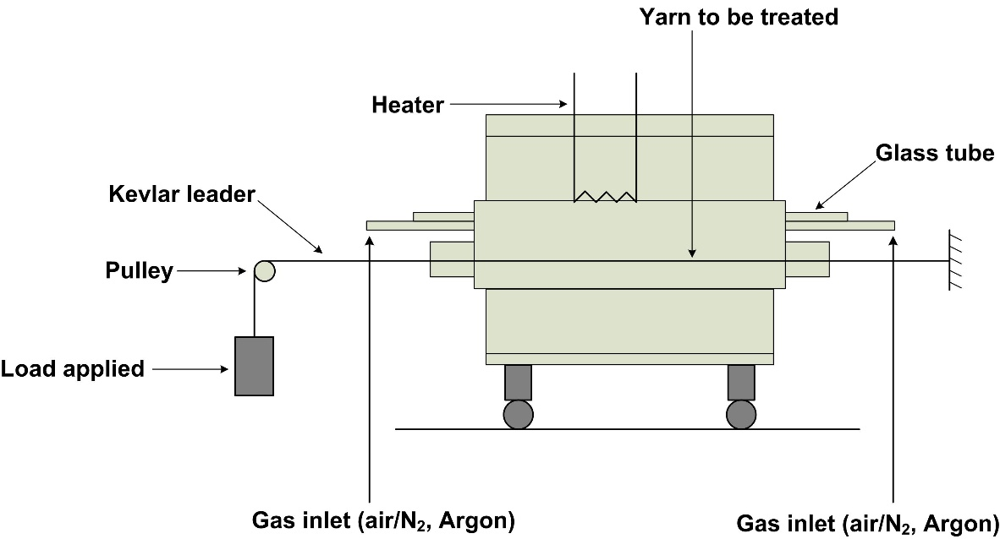 Yarn to be treated
Heater
Glass tube
Kevlar leader
Pulley
Load applied
Gas inlet (air/N₂, Argon)
Gas inlet (air/N₂, Argon)